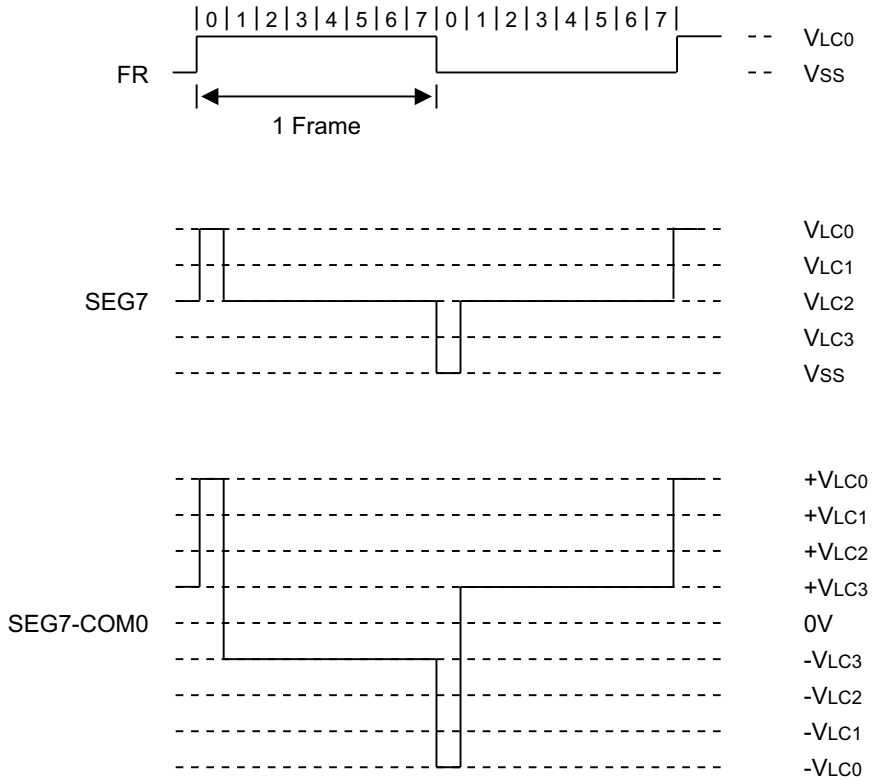 0 1 2 3 4 5 6 7 0 1 2 3 4 5 6 7
VLC0
FR
VSS
1 Frame
VLC0
VLC1
SEG7
VLC2
VLC3
VSS
+VLC0
+VLC1
+VLC2
+VLC3
SEG7-COM0
0V
-VLC3
-VLC2
-VLC1
-VLC0